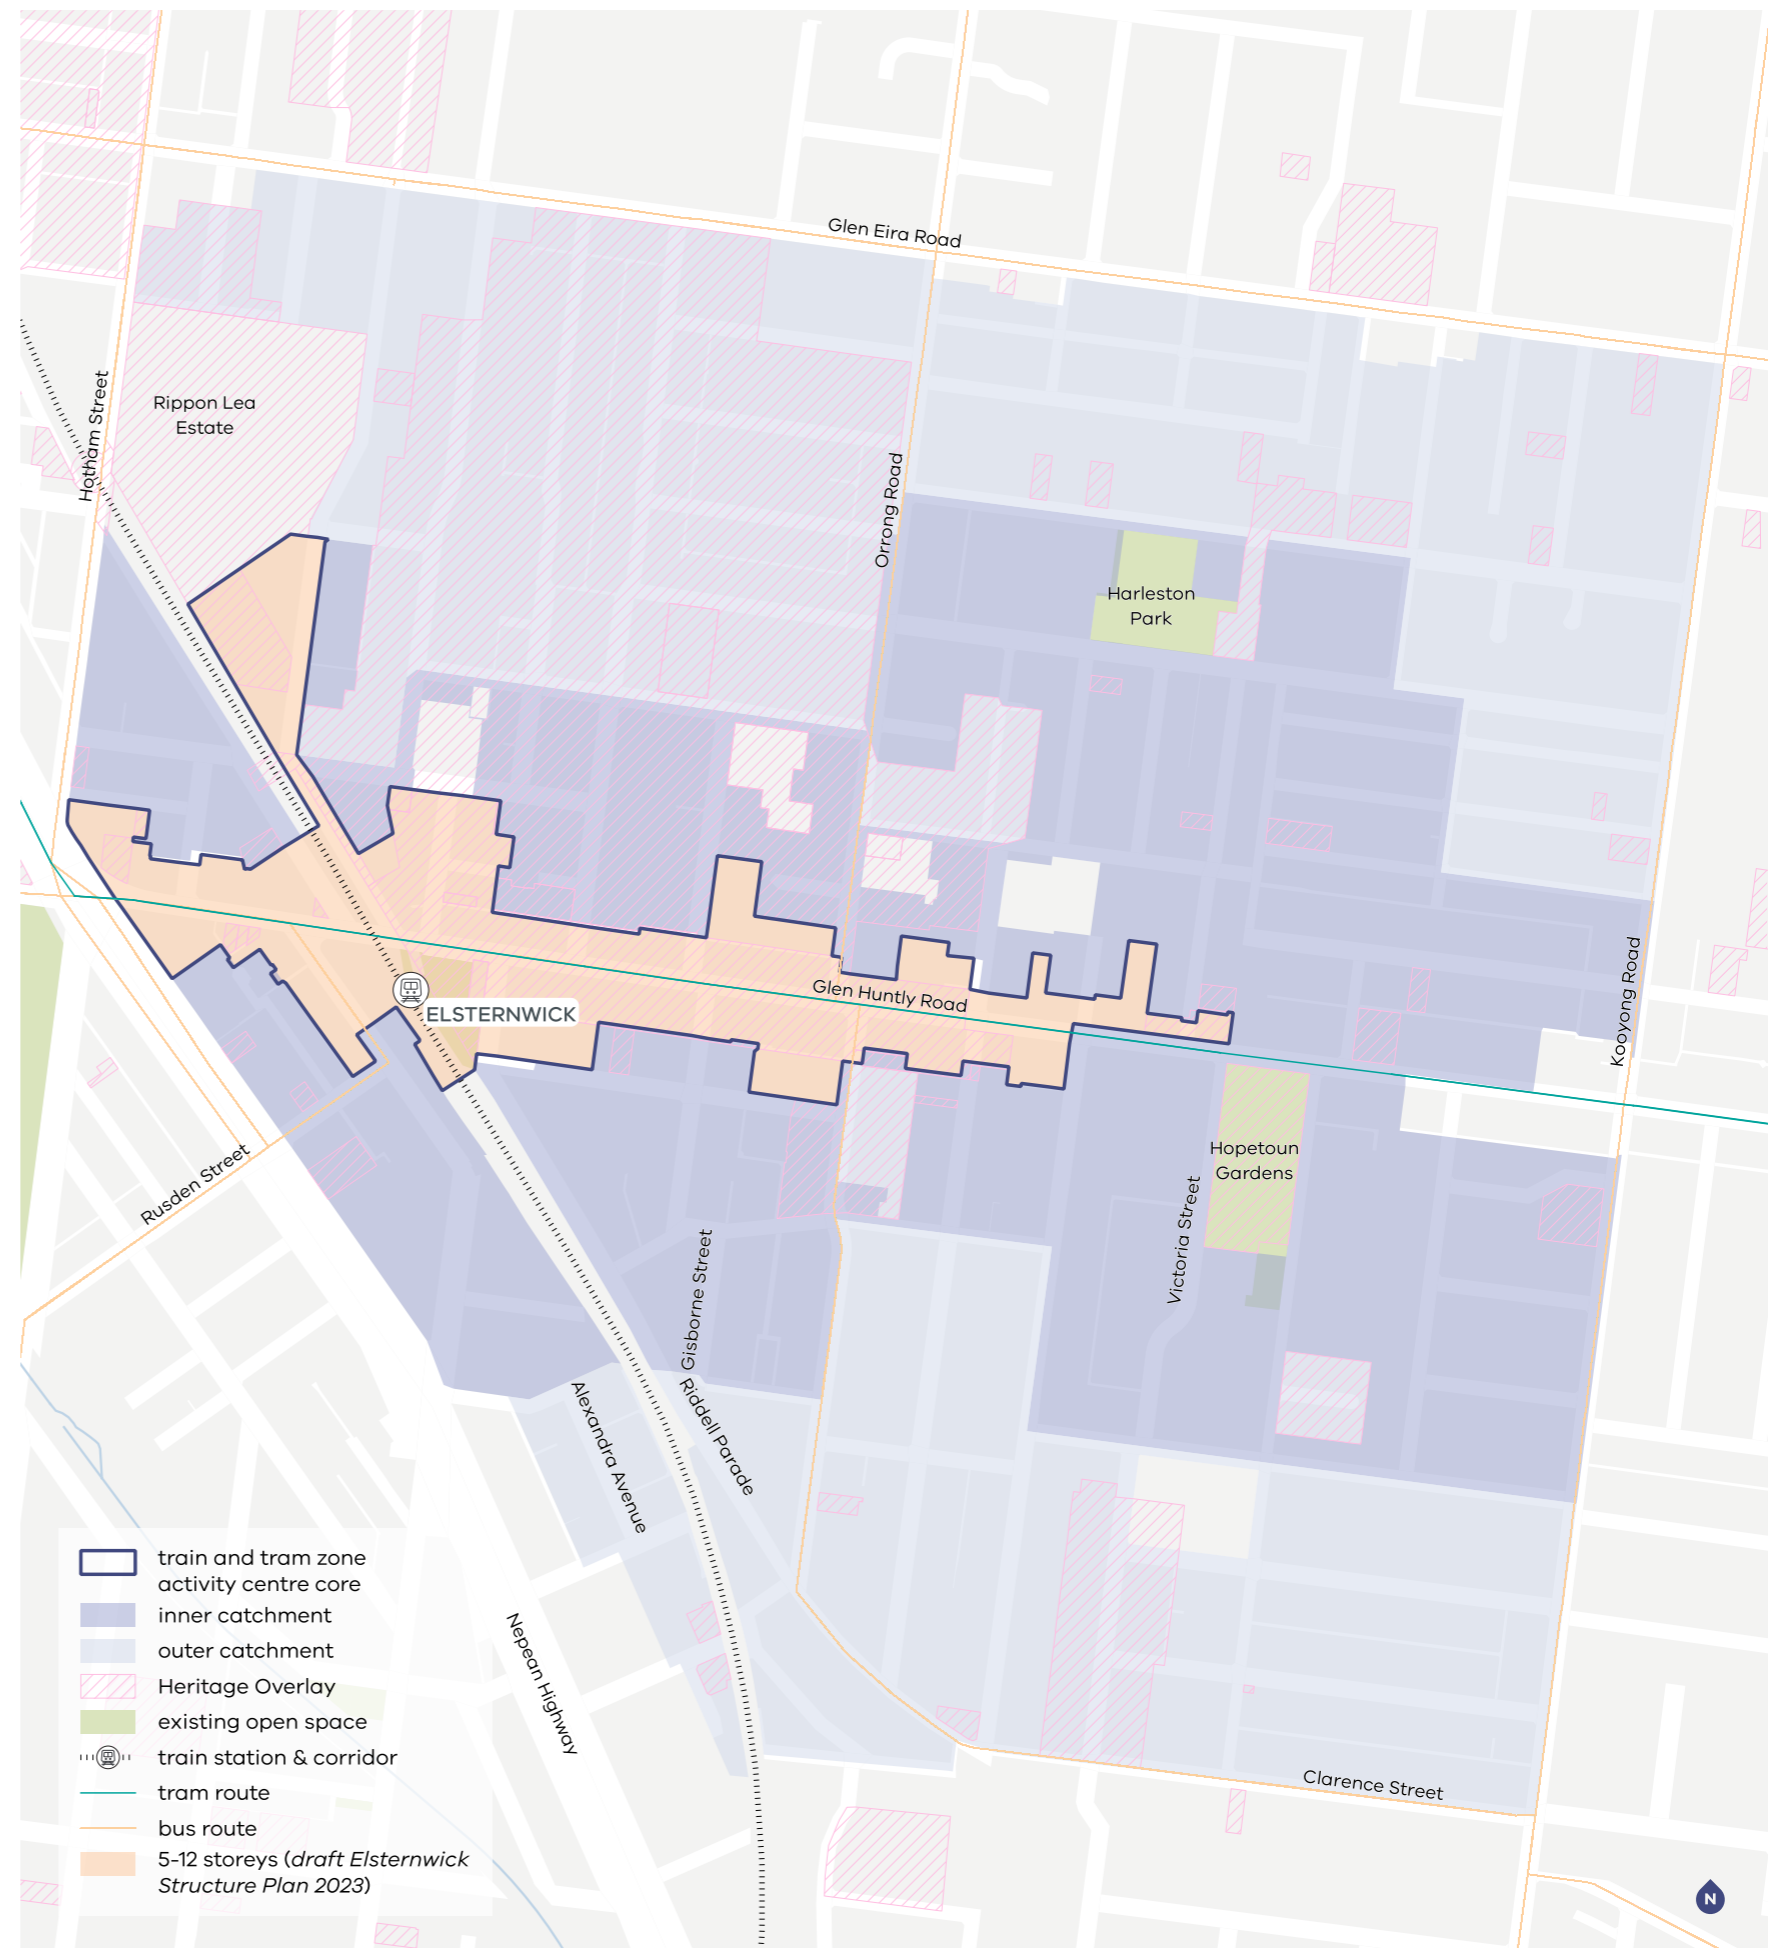 Glen Eira Road
Rippon Lea
Estate
Hotham Street
Orrong Road
Harleston
Park
Glen Huntly Road
ELSTERNWICK
Kooyong Road
Hopetoun
Gardens
Rusden Street
Victoria Street
Gisborne Street
Riddell Parade
Alexandra Avenue
Nepean Highway
Clarence Street
train and tram zone
activity centre core
inner catchment
outer catchment
Heritage Overlay
existing open space
train station & corridor
tram route
bus route
5-12 storeys (draft Elsternwick
Structure Plan 2023)
N